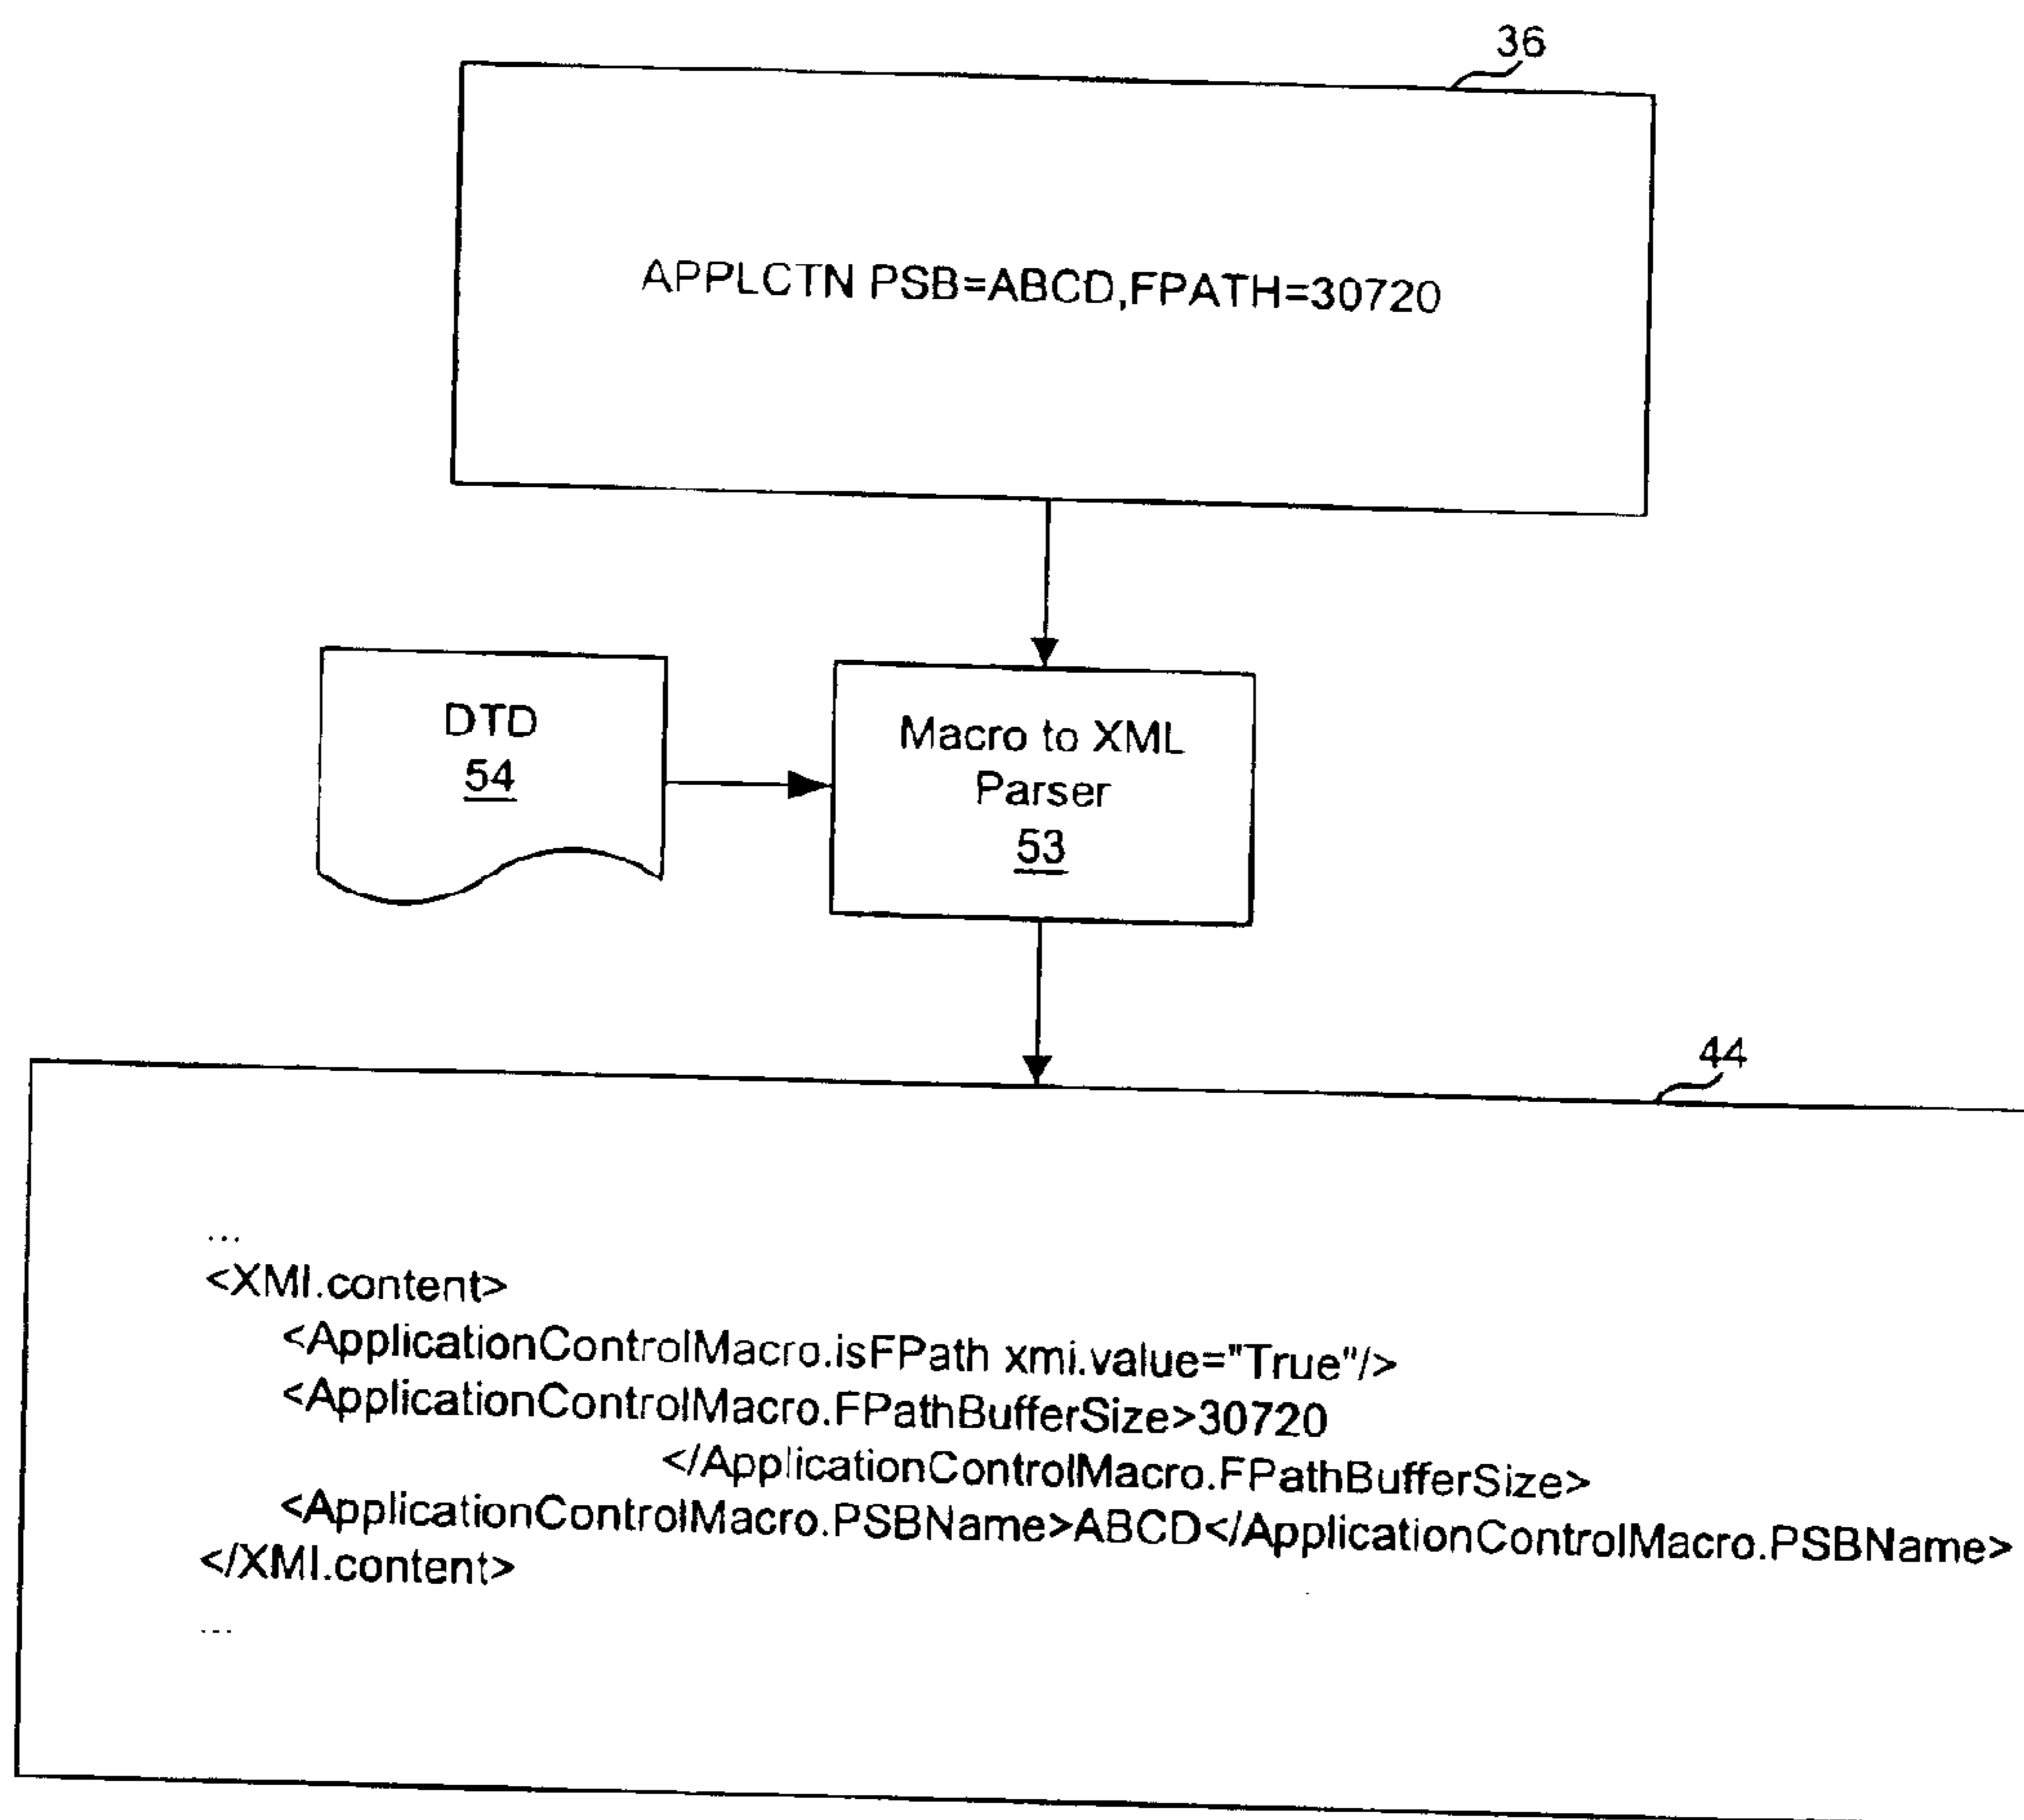 36
APPLCTN PSB=ABCD,FPATH=30720
DTD
54
Macro to XML
Parser
53
44
...
<XMI.content>
<ApplicationControlMacro.isFPath xmi.value="True"/>
<ApplicationControlMacro.FPathBufferSize>30720
</ApplicationControlMacro.FPathBufferSize>
<ApplicationControlMacro.PSBName>ABCD</ApplicationControlMacro.PSBName>
</XMI.content>
...